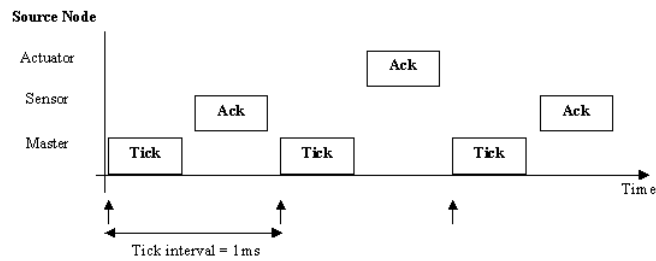 Source Node
Actuator
Ack
Sensor
Ack
Ack
Master
Tick
Tick
Tick
Time
Tick interval = 1ms